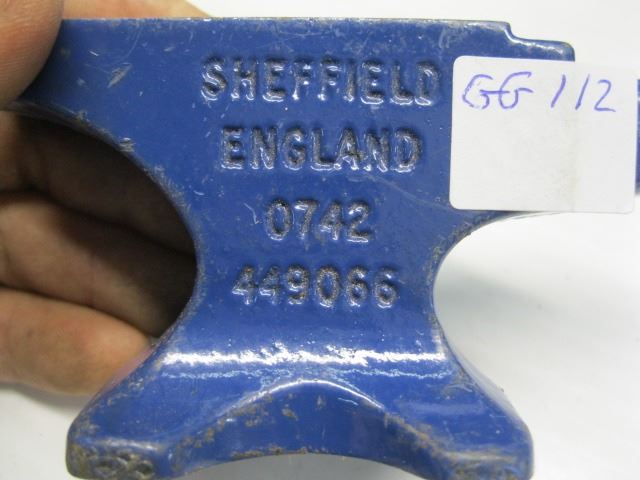 SHEFFIELD
ENGLAND
0742
449066
GG 112